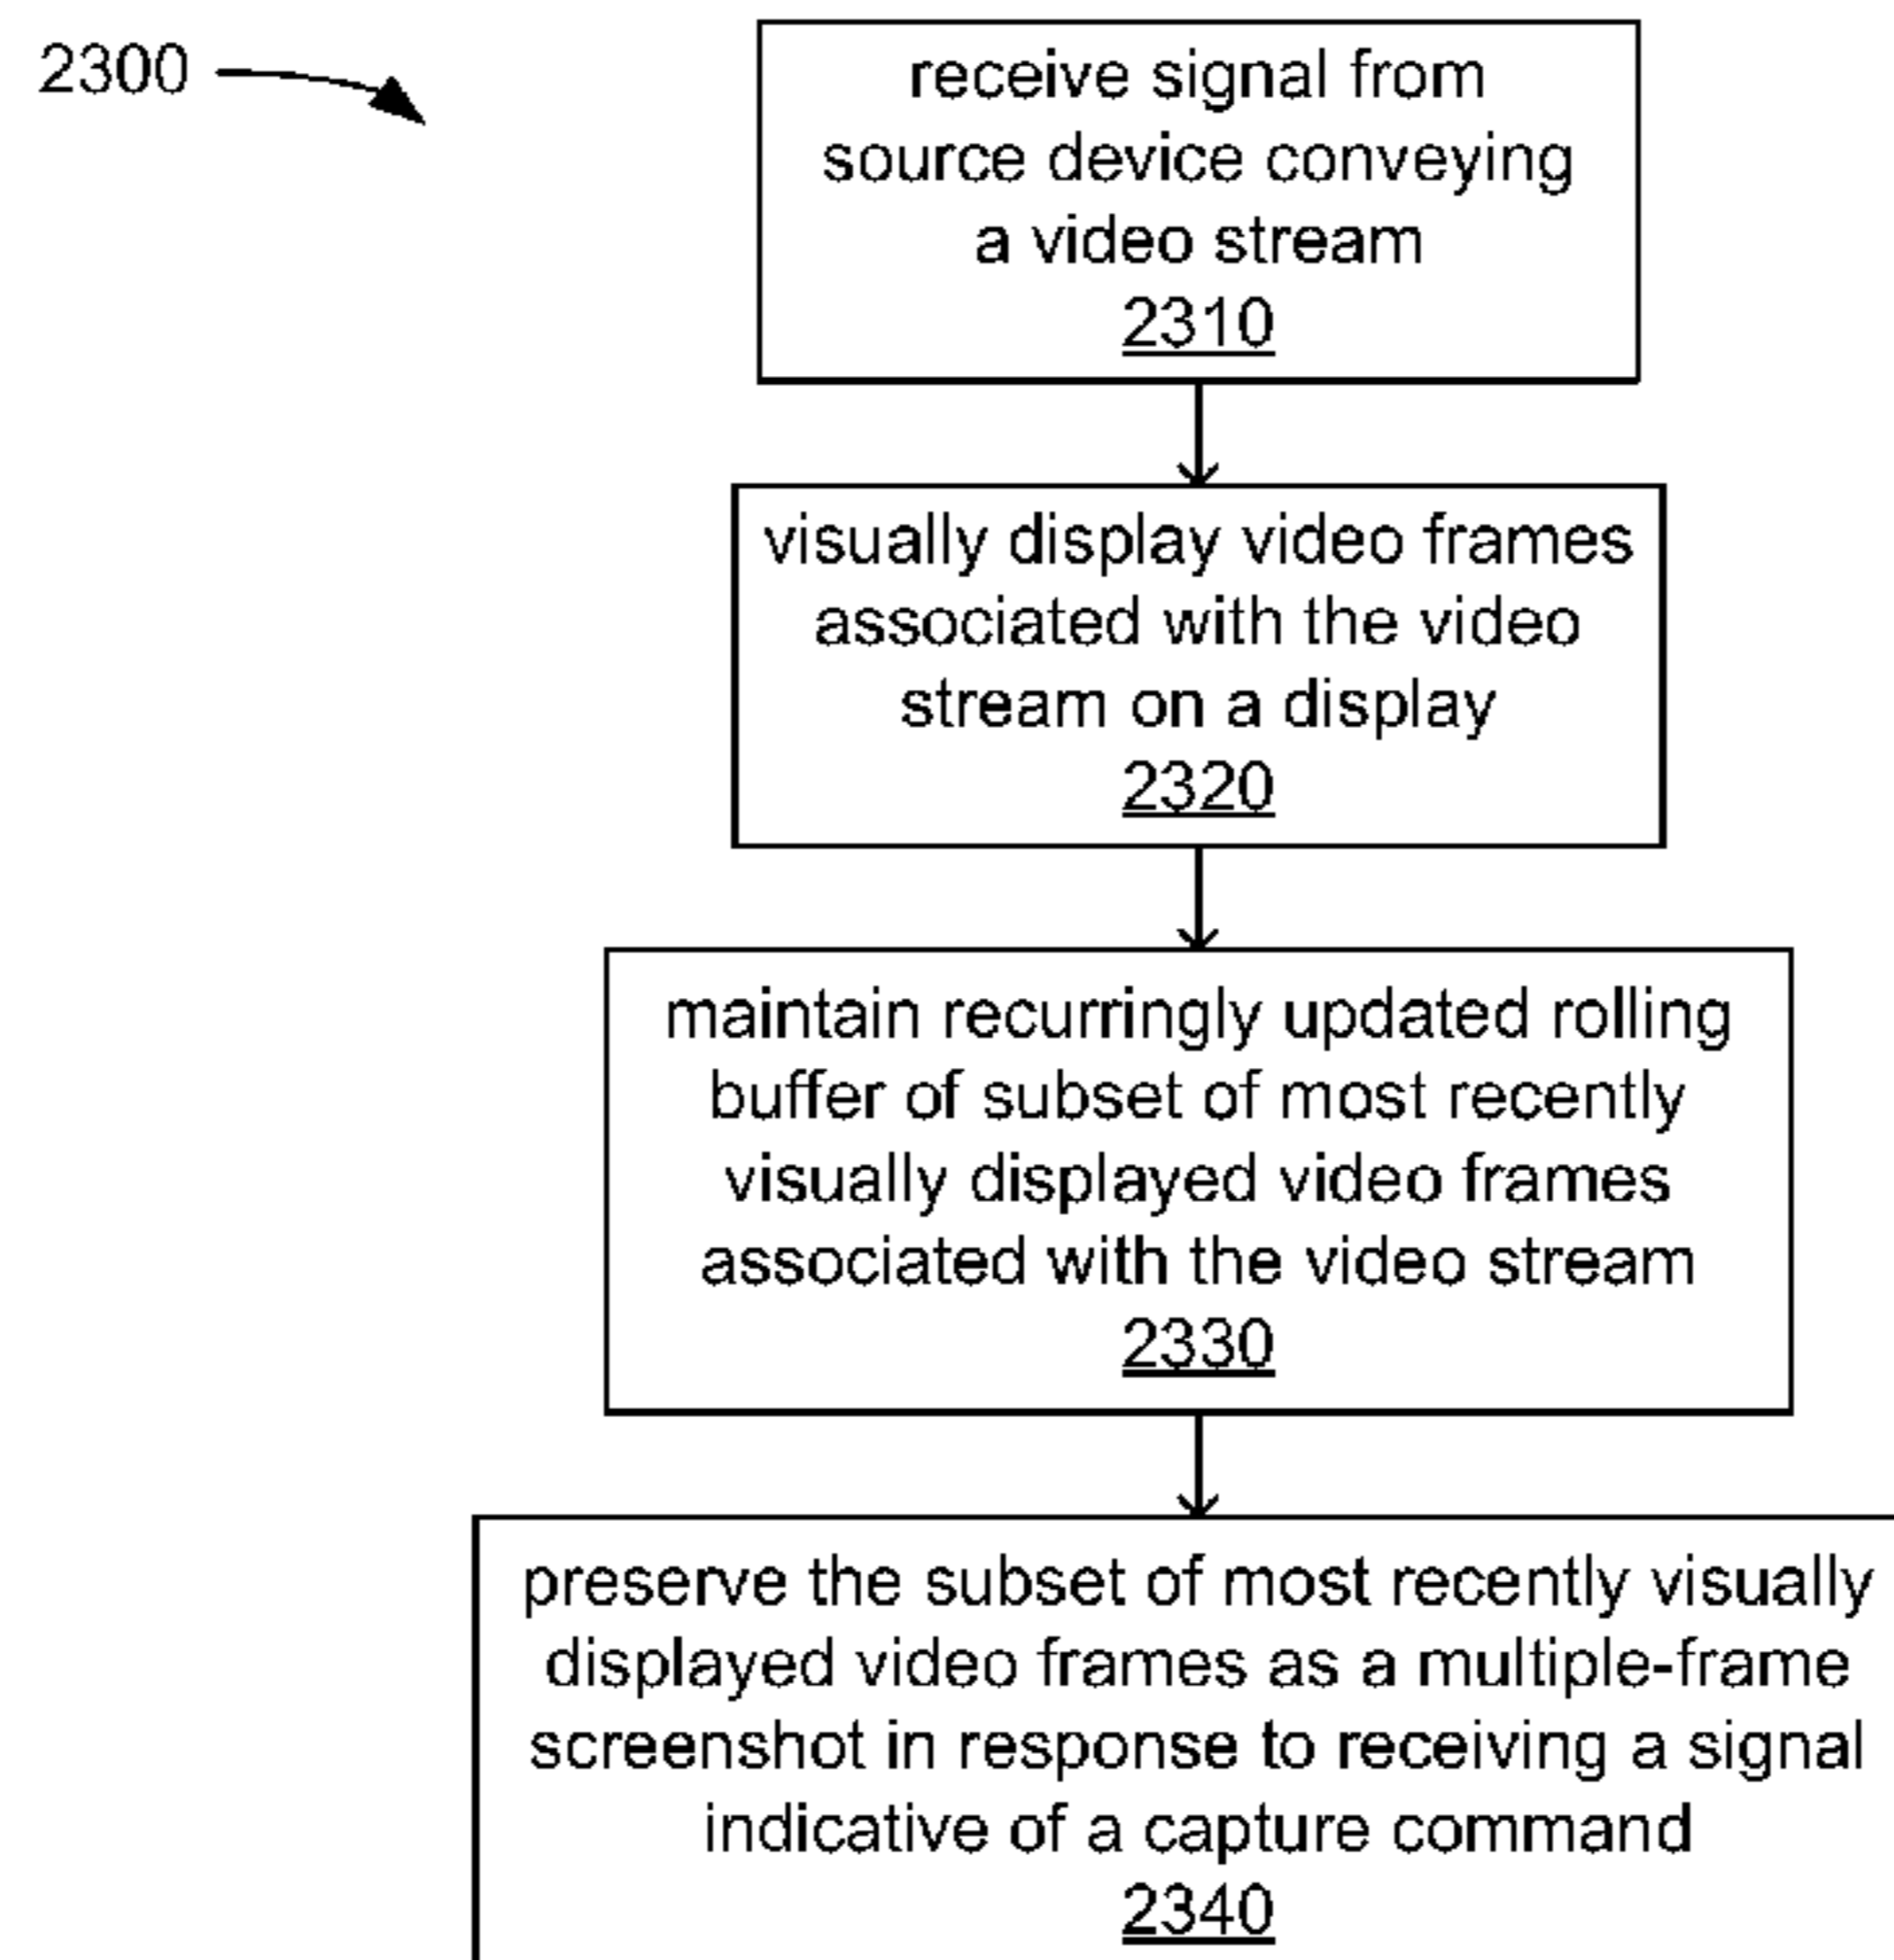 2300
receive signal from
source device conveying
a video stream
2310
visually display video frames
associated with the video
stream on a display
2320
maintain recurringly updated rolling
buffer of subset of most recently
visually displayed video frames
associated with the video stream
2330
preserve the subset of most recently visually
displayed video frames as a multiple-frame
screenshot in response to receiving a signal
indicative of a capture command
2340